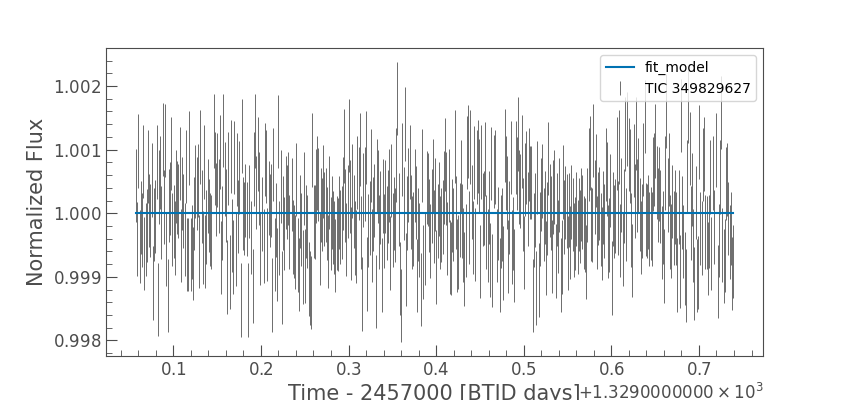 fit_model
TIC 349829627
1.002
1.001
1.000
0.999
0.998
Normalized Flux
0.1 0.2 0.3 0.4 0.5 0.6 0.7
Time - 2457000 [BTJD days]
+1.3290000000 × 10³